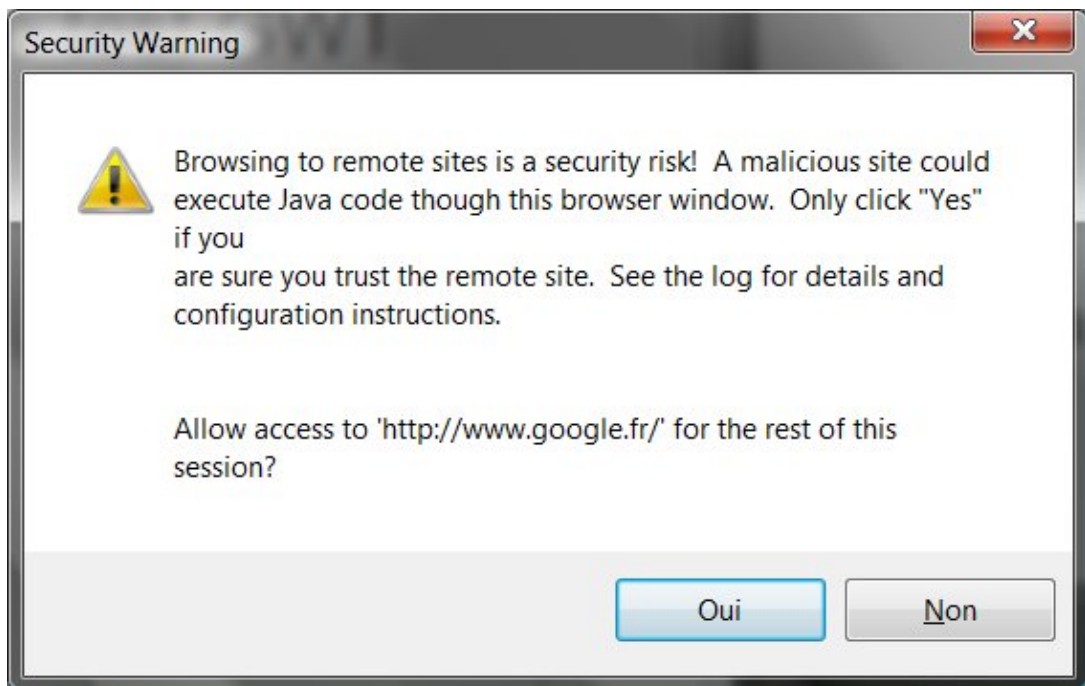 Security Warning
Browsing to remote sites is a security risk!  A malicious site could
execute Java code though this browser window.  Only click "Yes"
if you
are sure you trust the remote site.  See the log for details and
configuration instructions.
Allow access to 'http://www.google.fr/' for the rest of this
session?
Oui
Non